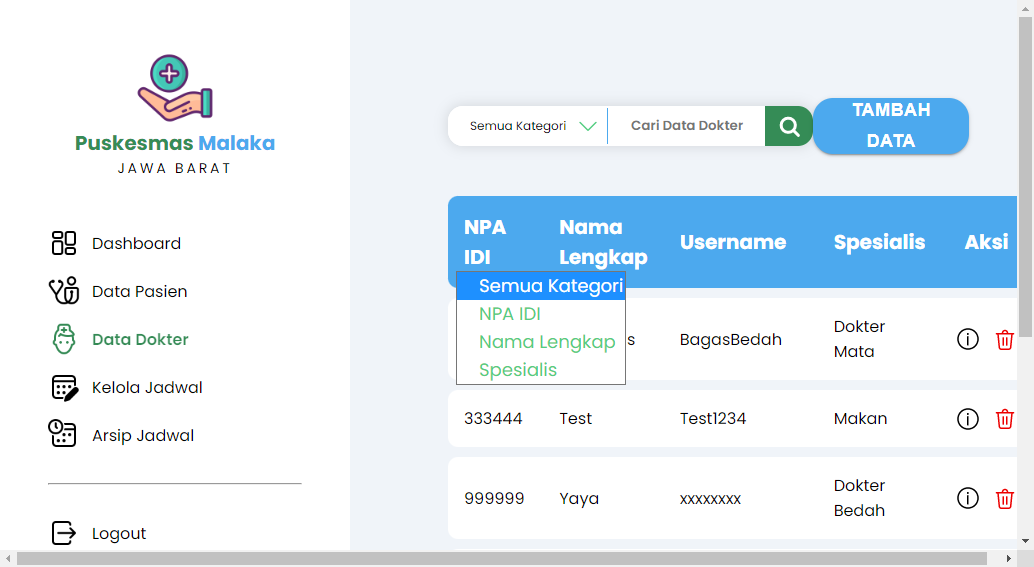 Puskesmas Malaka
JAWA BARAT
Dashboard
Data Pasien
Data Dokter
Kelola Jadwal
Arsip Jadwal
Logout
Semua Kategori
Cari Data Dokter
TAMBAH
DATA
NPA
IDI
Nama
Lengkap
Username
Spesialis
Aksi
Semua Kategori
NPA IDI
Nama Lengkap
Spesialis
s
BagasBedah
Dokter
Mata
333444
Test
Test1234
Makan
999999
Yaya
xxxxxxxx
Dokter
Bedah